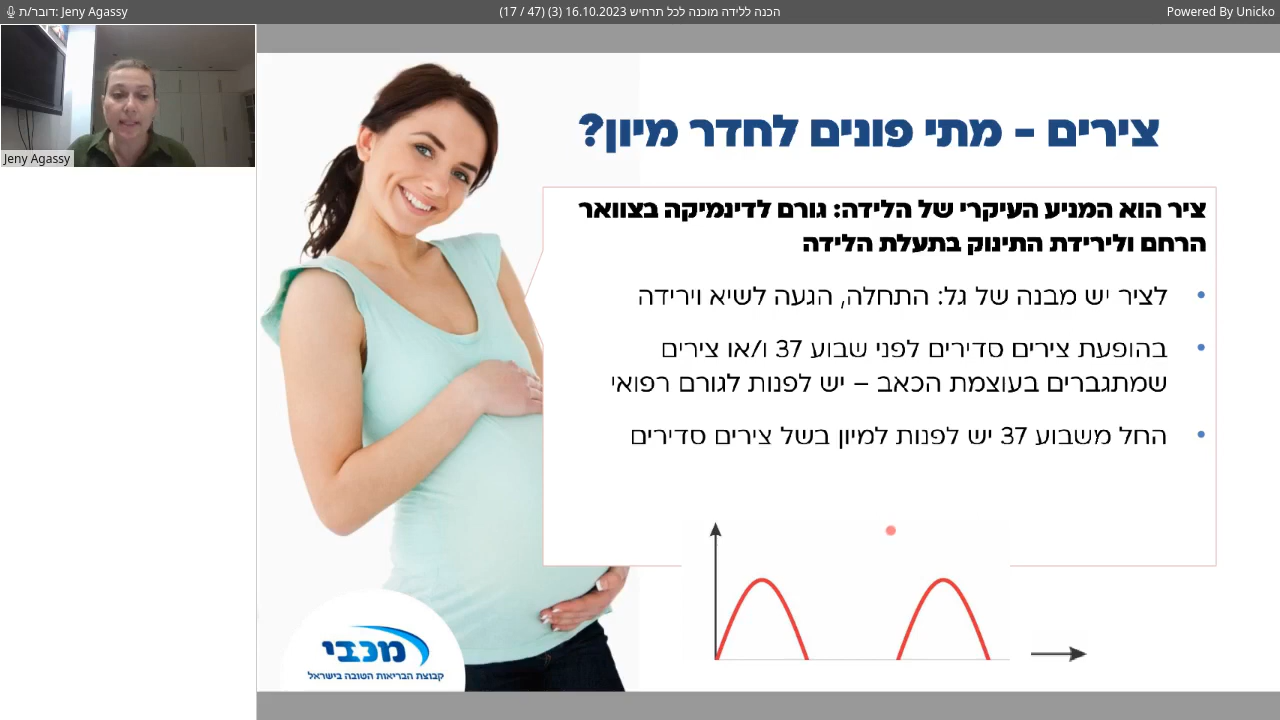 דובר/ת: Jeny Agassy
הכנה ללידה מוכנה לכל תרחיש 16.10.2023 (3) (47 / 17)
Powered By Unicko
Jeny Agassy
צירים - מתי פונים לחדר מיון?
ציר הוא המניע העיקרי של הלידה: גורם לדינמיקה בצוואר
הרחם ולירידת התינוק בתעלת הלידה
• לציר יש מבנה של גל: התחלה, הגעה לשיא וירידה
• בהופעת צירים סדירים לפני שבוע 37 ו/או צירים
שמתגברים בעוצמת הכאב – יש לפנות לגורם רפואי
• החל משבוע 37 יש לפנות למיון בשל צירים סדירים
מכבי
קבוצת הבריאות הטובה בישראל